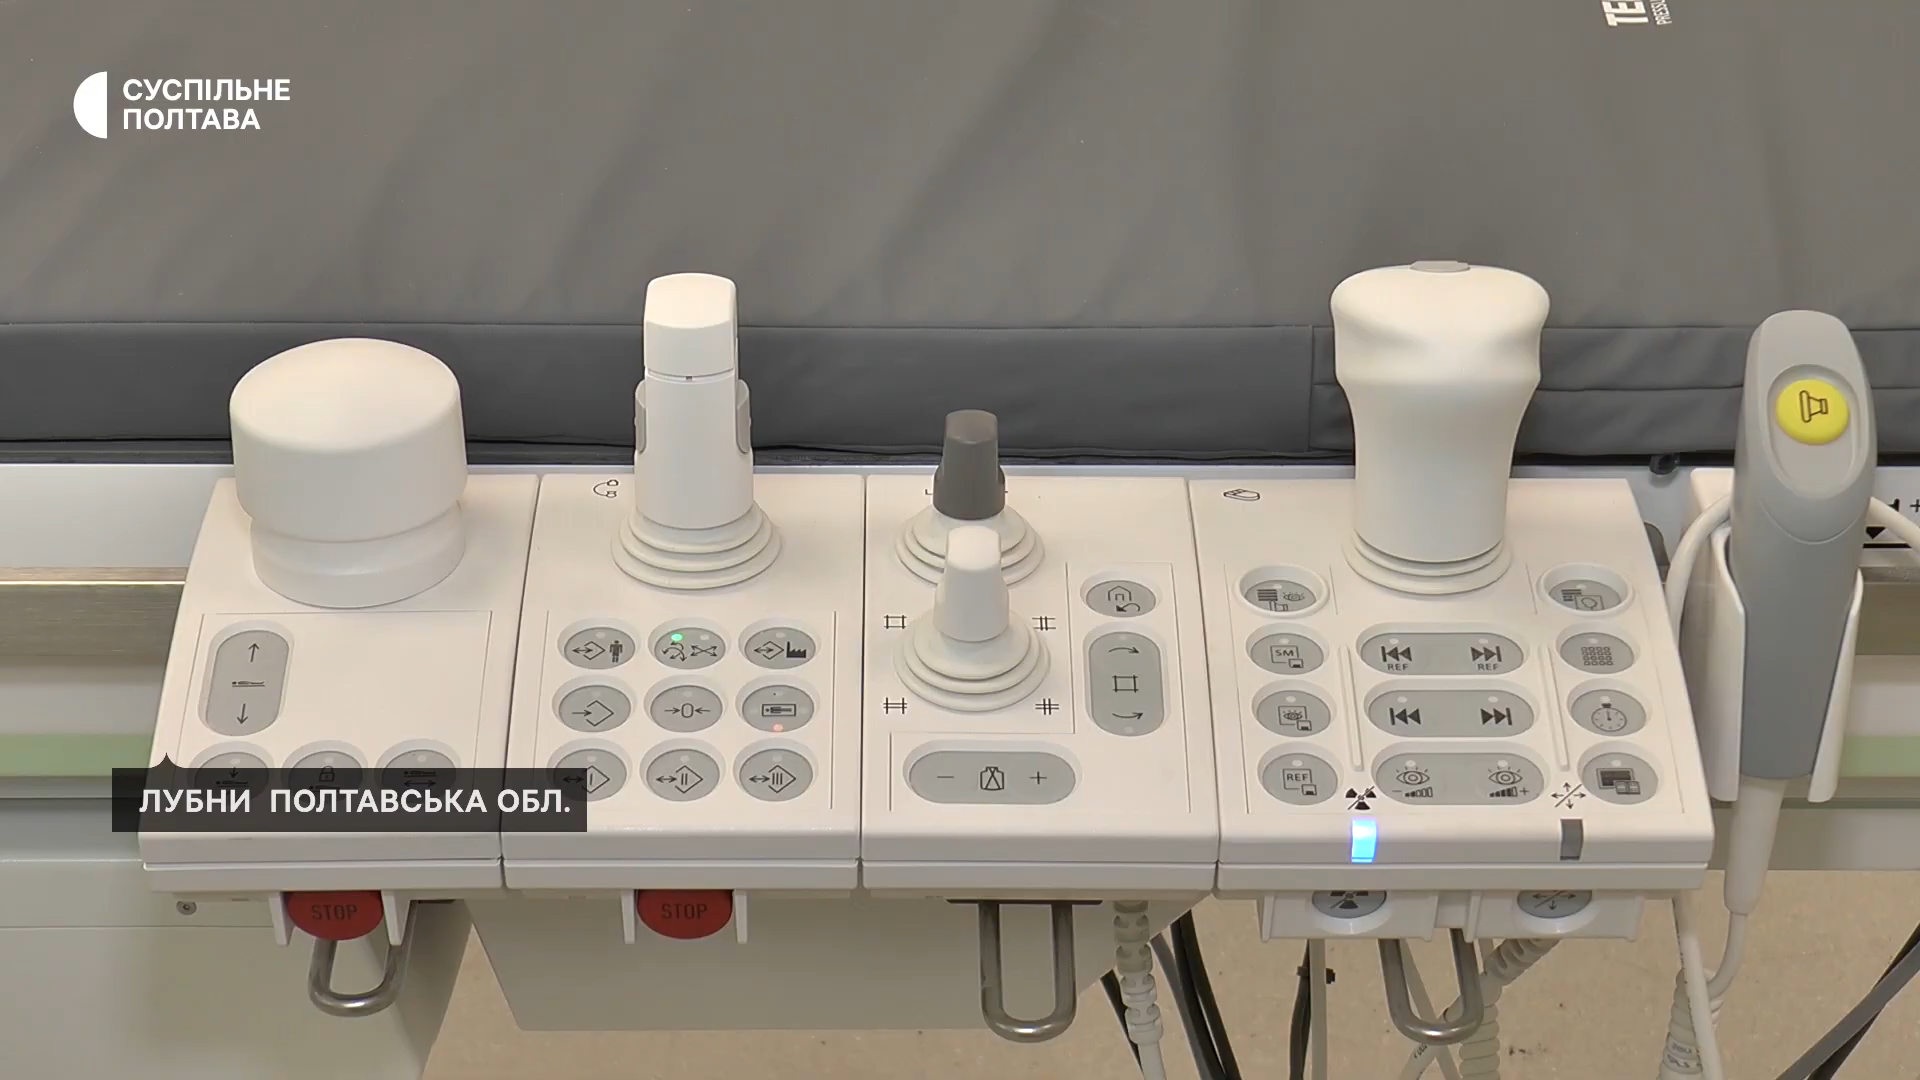 СУСПІЛЬНЕ
ПОЛТАВА
REF
REF
SM
REF
ЛУБНИ ПОЛТАВСЬКА ОБЛ.
STOP
STOP